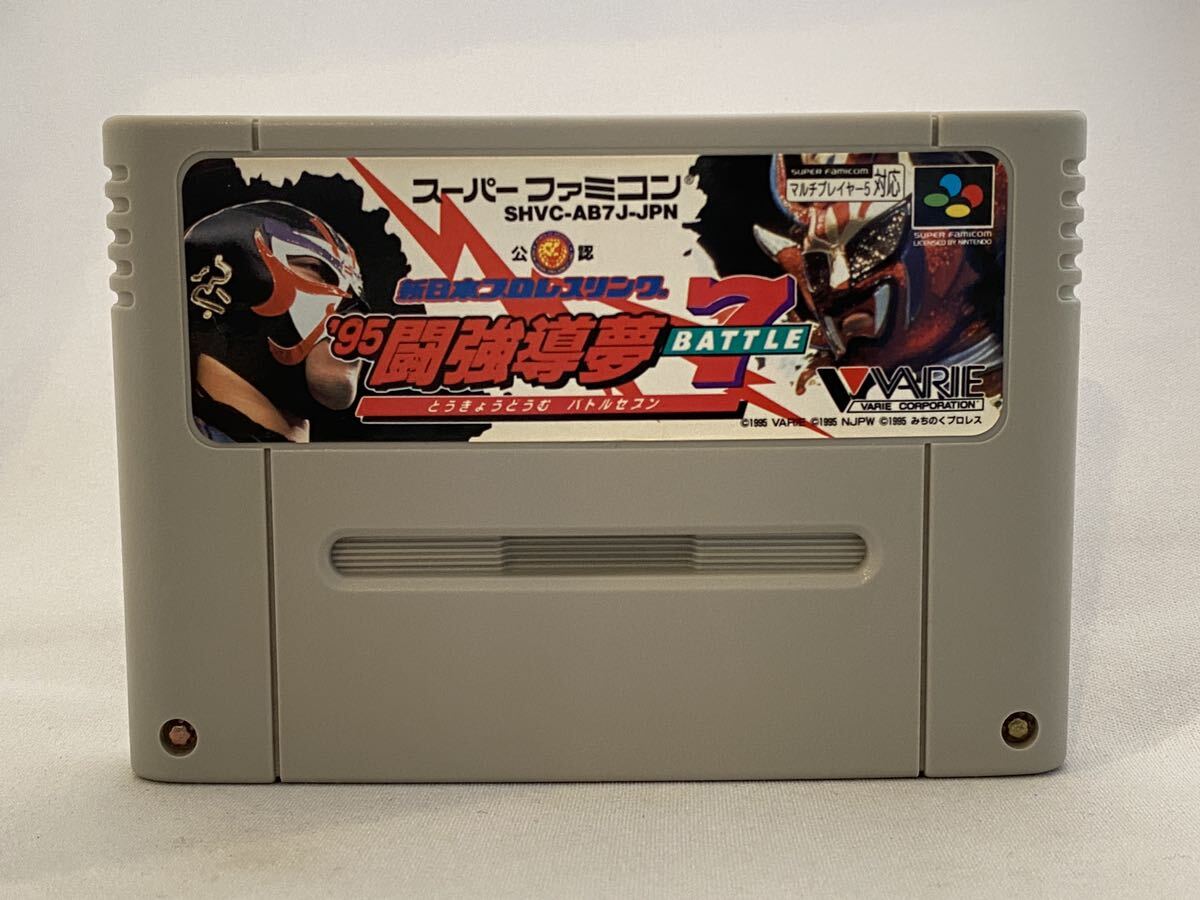 スーパーファミコン®
SHVC-AB7J-JPN
公認
新日本プロレスリング®
'95 闘強導夢 BATTLE 7
とうきょうどうむ バトルセブン
SUPER FAMICOM
マルチプレイヤー5 対応
SUPER FAMICOM
LICENSED BY NINTENDO
VARIE
VARIE CORPORATION
©1995 VARIE ©1995 NJPW ©1995 みちのくプロレス